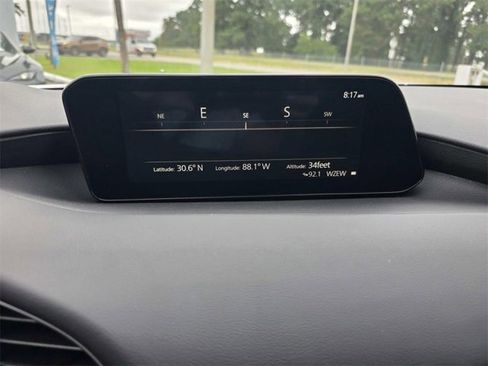 8:17am
NE E SE S SW
Latitude: 30.6° N Longitude: 88.1° W Altitude: 34feet
92.1 WZEW